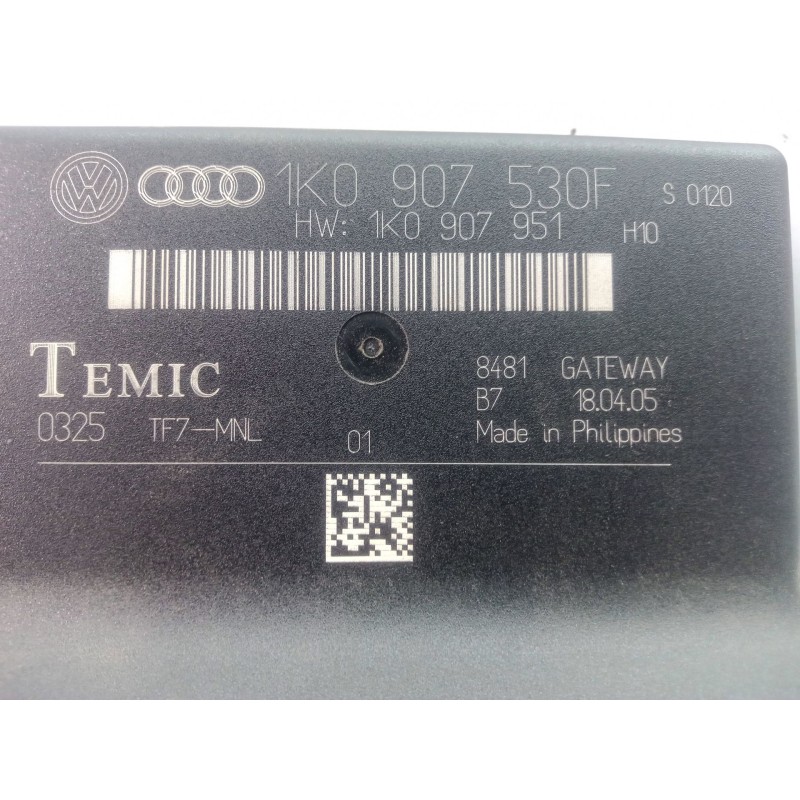 1K0 907 530F S 0120
HW: 1K0 907 951 H10
TEMIC 8481 GATEWAY
B7 18.04.05
0325 TF7-MNL 01 Made in Philippines